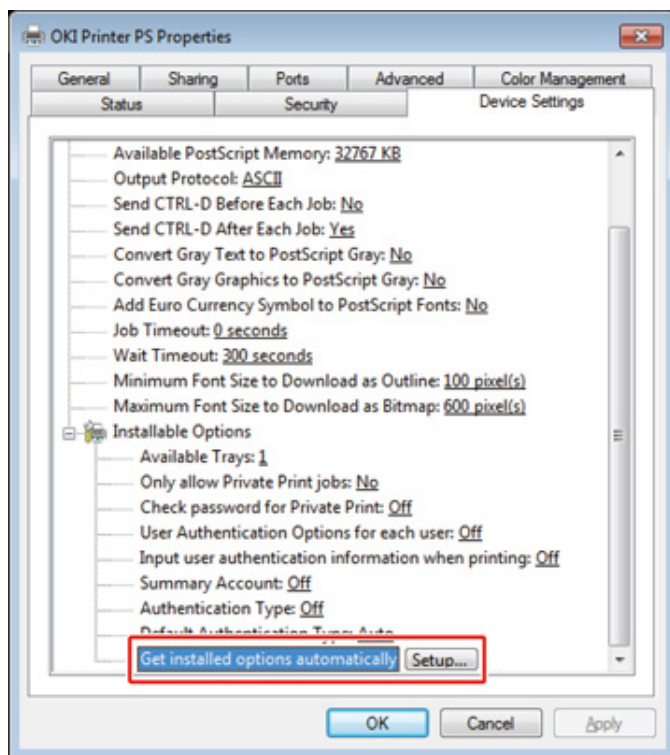 OKI Printer PS Properties
General Sharing Ports Advanced Color Management
Status Security Device Settings
Available PostScript Memory: 32767 KB
Output Protocol: ASCII
Send CTRL-D Before Each Job: No
Send CTRL-D After Each Job: Yes
Convert Gray Text to PostScript Gray: No
Convert Gray Graphics to PostScript Gray: No
Add Euro Currency Symbol to PostScript Fonts: No
Job Timeout: 0 seconds
Wait Timeout: 300 seconds
Minimum Font Size to Download as Outline: 100 pixel(s)
Maximum Font Size to Download as Bitmap: 600 pixel(s)
Installable Options
Available Trays: 1
Only allow Private Print jobs: No
Check password for Private Print: Off
User Authentication Options for each user: Off
Input user authentication information when printing: Off
Summary Account: Off
Authentication Type: Off
Default Authentication Type: Auto
Get installed options automatically Setup...
OK Cancel Apply